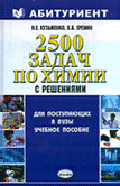 АБИТУРИЕНТ
Н.Е. КУЗЬМЕНКО, В.В. ЕРЕМИН
2500
ЗАДАЧ
ПО ХИМИИ
С РЕШЕНИЯМИ
ДЛЯ ПОСТУПАЮЩИХ
В ВУЗЫ
УЧЕБНОЕ ПОСОБИЕ